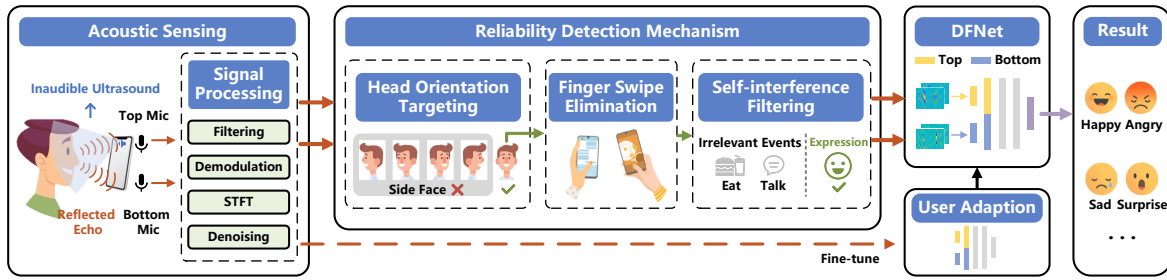 Acoustic Sensing
Inaudible Ultrasound
Top Mic
Reflected
Echo
Bottom
Mic
Signal
Processing
Filtering
Demodulation
STFT
Denoising
Reliability Detection Mechanism
Head Orientation
Targeting
Side Face
Finger Swipe
Elimination
Self-interference
Filtering
Irrelevant Events
Eat Talk
Expression
Fine-tune
DFNet
Top Bottom
User Adaption
Result
Happy Angry
Sad Surprise
...